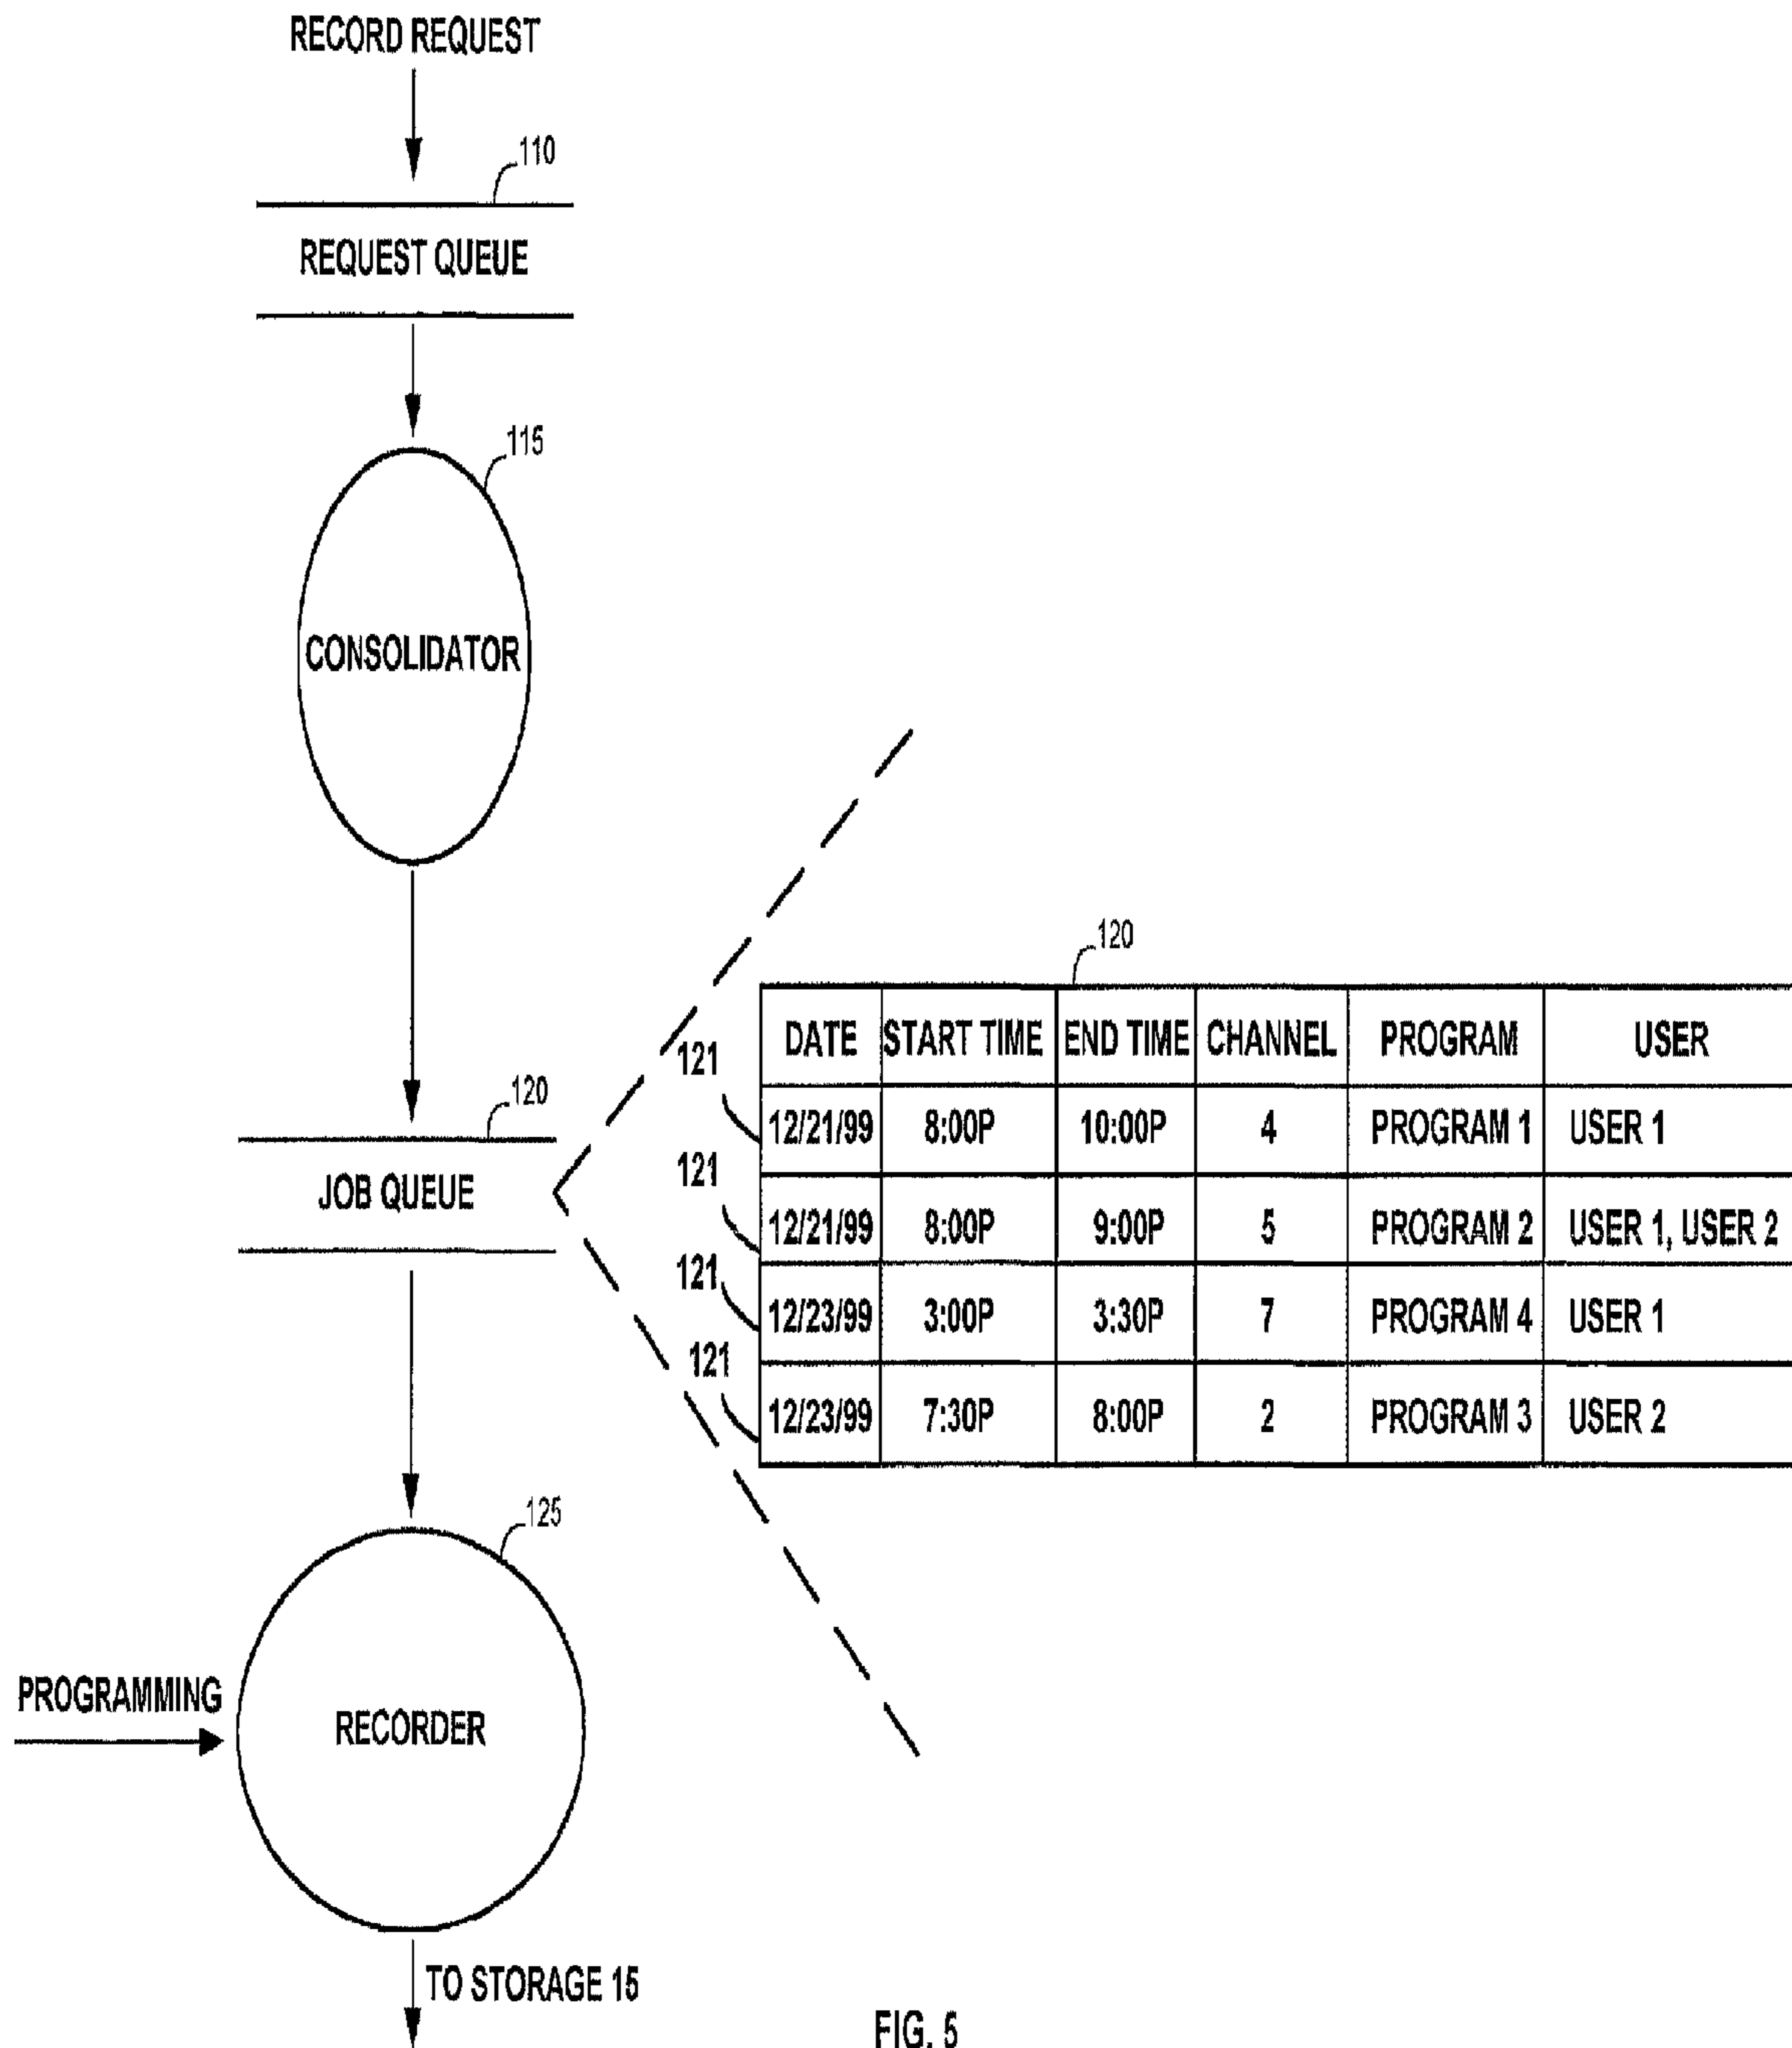 RECORD REQUEST
110
REQUEST QUEUE
115
CONSOLIDATOR
120
JOB QUEUE
120
DATE START TIME END TIME CHANNEL PROGRAM USER
121
12/21/99 8:00P 10:00P 4 PROGRAM 1 USER 1
121
12/21/99 8:00P 9:00P 5 PROGRAM 2 USER 1, USER 2
121
12/23/99 3:00P 3:30P 7 PROGRAM 4 USER 1
121
12/23/99 7:30P 8:00P 2 PROGRAM 3 USER 2
125
PROGRAMMING
RECORDER
TO STORAGE 15
FIG. 5